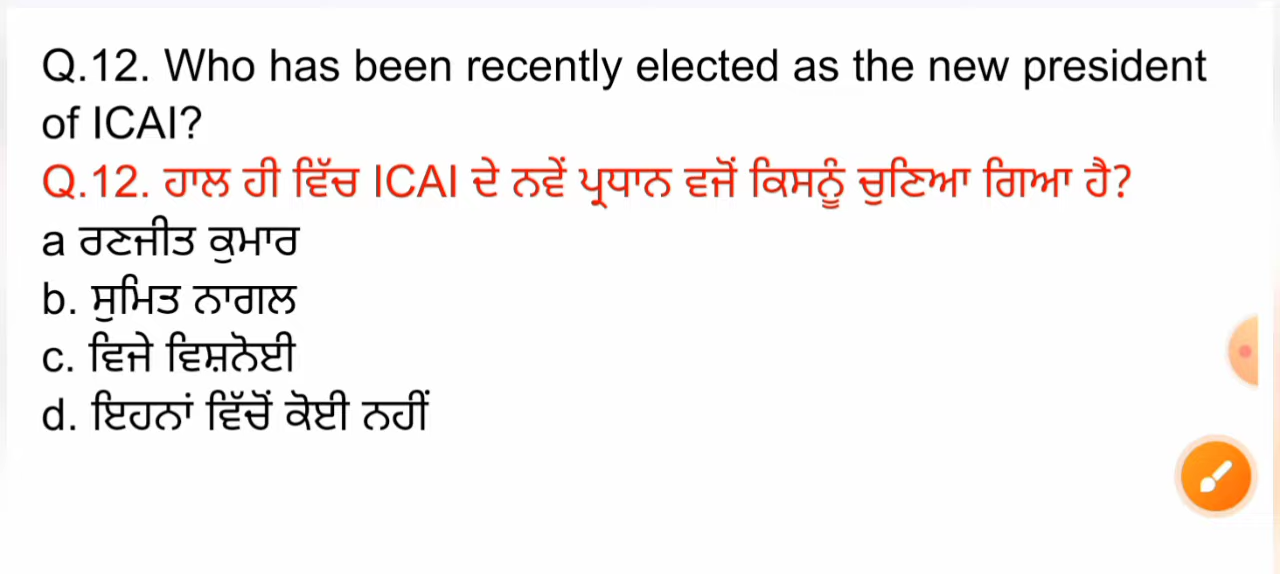 Q.12. Who has been recently elected as the new president
of ICAI?
Q.12. ਹਾਲ ਹੀ ਵਿੱਚ ICAI ਦੇ ਨਵੇਂ ਪ੍ਰਧਾਨ ਵਜੋਂ ਕਿਸਨੂੰ ਚੁਣਿਆ ਗਿਆ ਹੈ?
a ਰਣਜੀਤ ਕੁਮਾਰ
b. ਸੁਮਿਤ ਨਾਗਲ
c. ਵਿਜੇ ਵਿਸ਼ਨੋਈ
d. ਇਹਨਾਂ ਵਿੱਚੋਂ ਕੋਈ ਨਹੀਂ